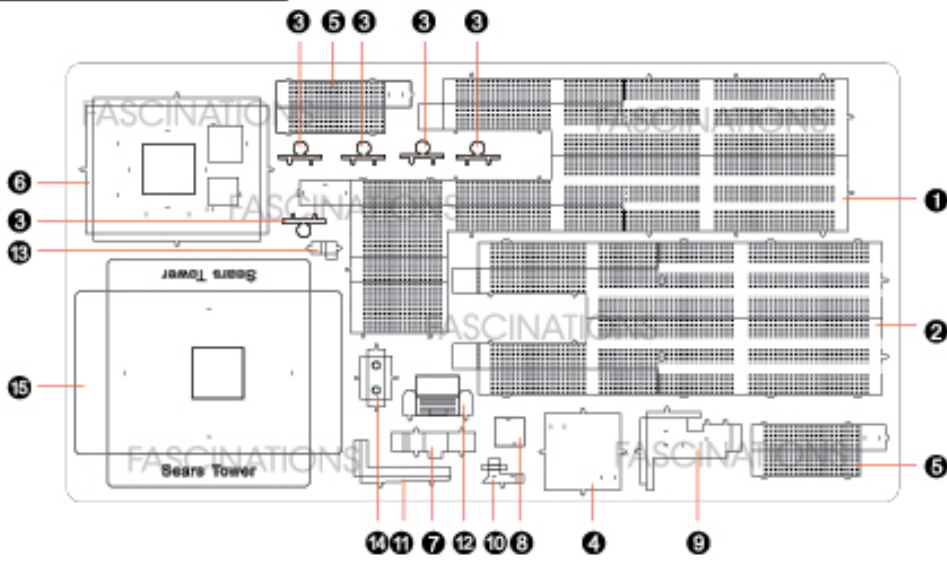 3 5 3 3 3
FASCINATIONS FASCINATIONS
6
1
FASCINATIONS
3
13
Sears Tower
FASCINATIONS
2
15
FASCINATIONS FASCINATIONS
Sears Tower
5
14 11 7 12 10 8 4 9